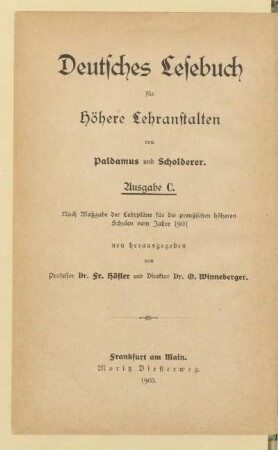 Deutsches Lesebuch
für
Höhere Lehranstalten
von
Paldamus und Scholderer.
Ausgabe C.
Nach Maßgabe der Lehrpläne für die preußischen höheren
Schulen vom Jahre 1901
neu herausgegeben
von
Professor Dr. Fr. Höfler und Direktor Dr. O. Winneberger.
Frankfurt am Main.
Moritz Diesterweg.
1903.